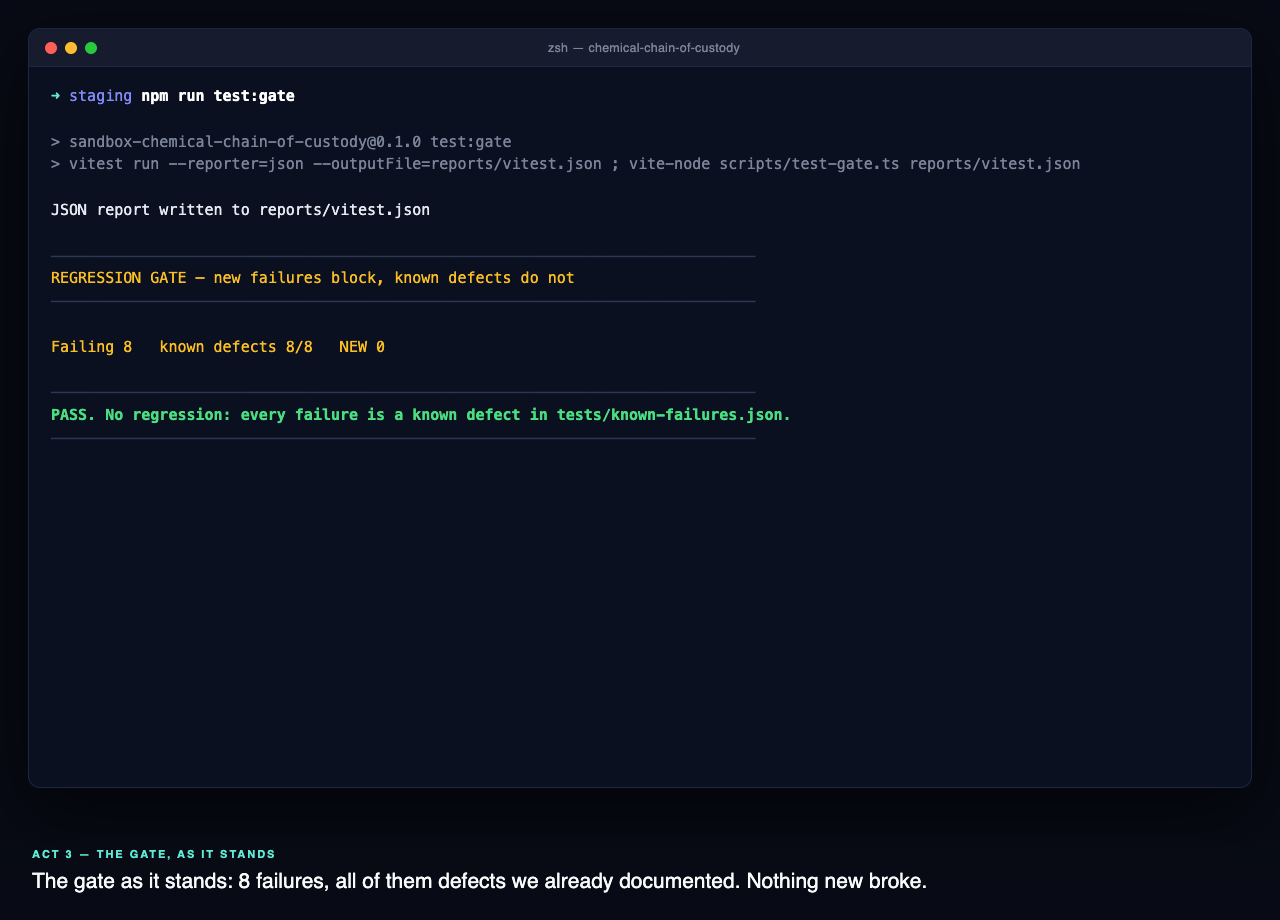 zsh — chemical-chain-of-custody
→ staging npm run test:gate
> sandbox-chemical-chain-of-custody@0.1.0 test:gate
> vitest run --reporter=json --outputFile=reports/vitest.json ; vite-node scripts/test-gate.ts reports/vitest.json
JSON report written to reports/vitest.json
REGRESSION GATE — new failures block, known defects do not
Failing 8   known defects 8/8   NEW 0
PASS. No regression: every failure is a known defect in tests/known-failures.json.
ACT 3 — THE GATE, AS IT STANDS
The gate as it stands: 8 failures, all of them defects we already documented. Nothing new broke.